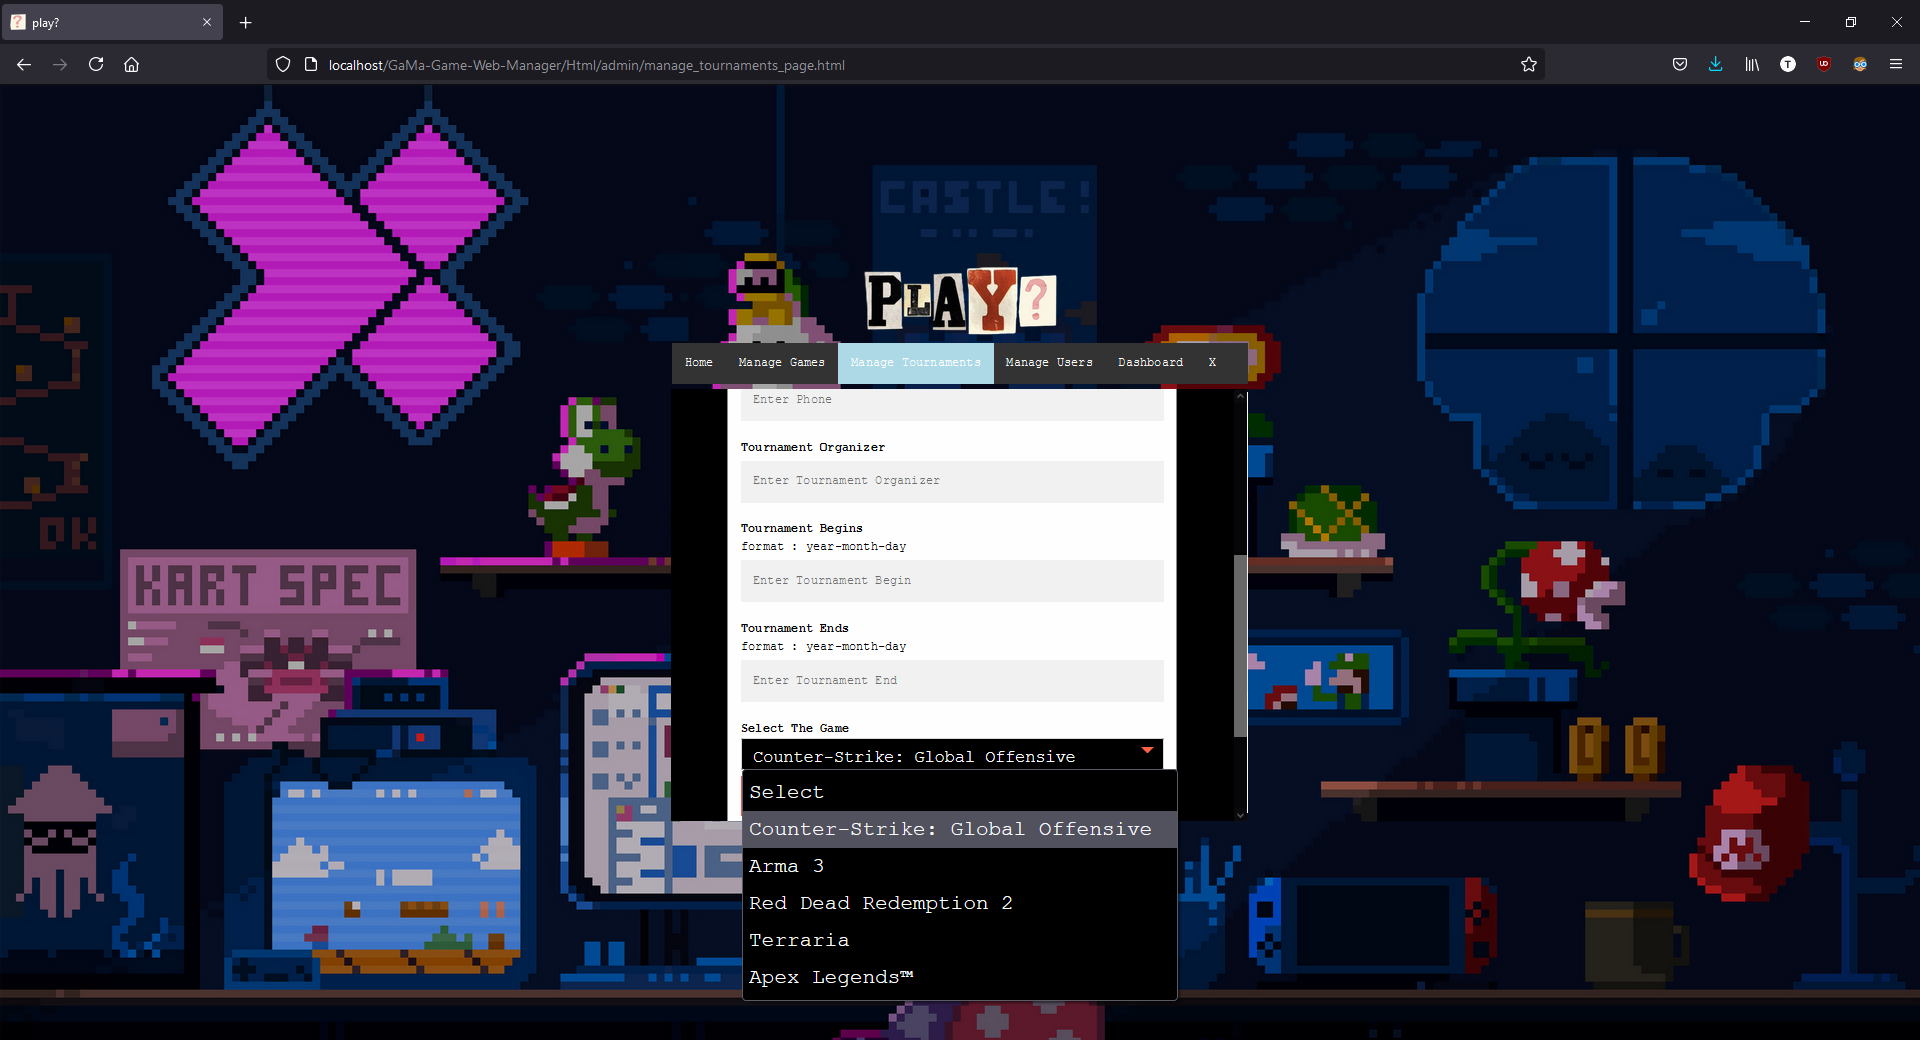 play?
localhost/GaMa-Game-Web-Manager/Html/admin/manage_tournaments_page.html
CASTLE!
PLAY?
Home Manage Games Manage Tournaments Manage Users Dashboard X
Enter Phone
Tournament Organizer
Enter Tournament Organizer
Tournament Begins
format : year-month-day
Enter Tournament Begin
Tournament Ends
format : year-month-day
Enter Tournament End
Select The Game
Counter-Strike: Global Offensive
Select
Counter-Strike: Global Offensive
Arma 3
Red Dead Redemption 2
Terraria
Apex Legends™
DK
KART SPEC
T